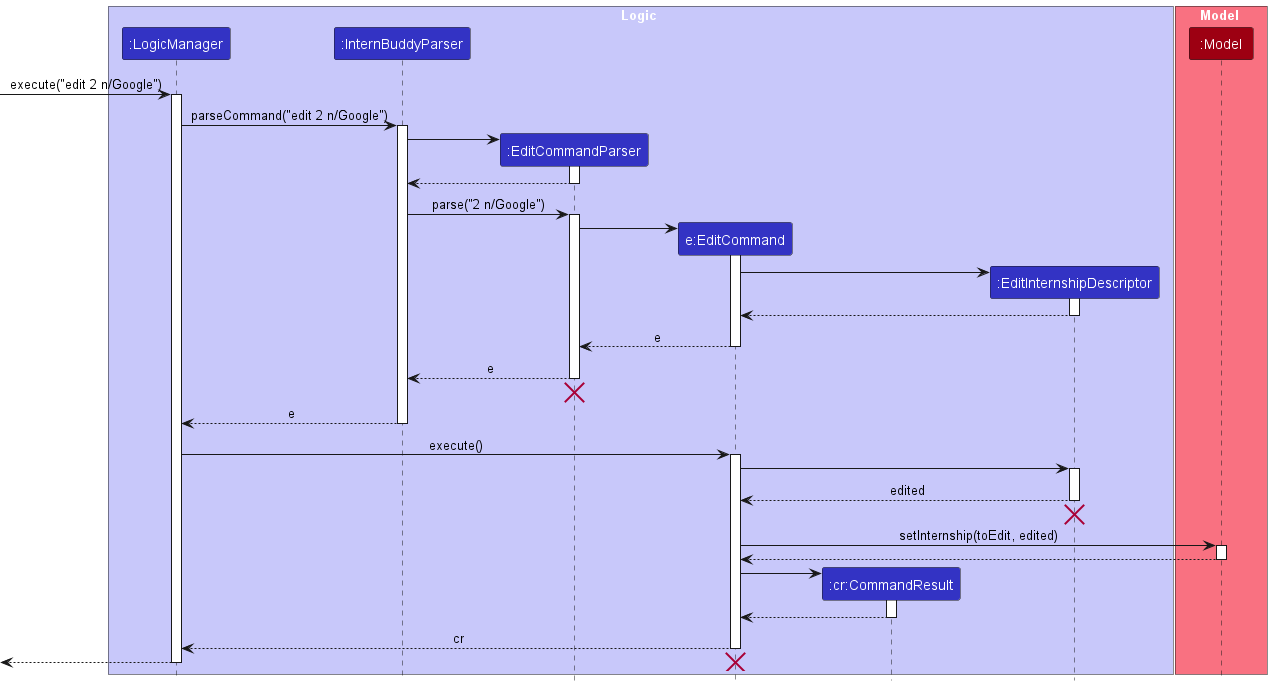 Logic
Model
:LogicManager
:InternBuddyParser
:Model
execute("edit 2 n/Google")
parseCommand("edit 2 n/Google")
:EditCommandParser
parse("2 n/Google")
e:EditCommand
:EditInternshipDescriptor
e
e
e
execute()
edited
setInternship(toEdit, edited)
:cr:CommandResult
cr